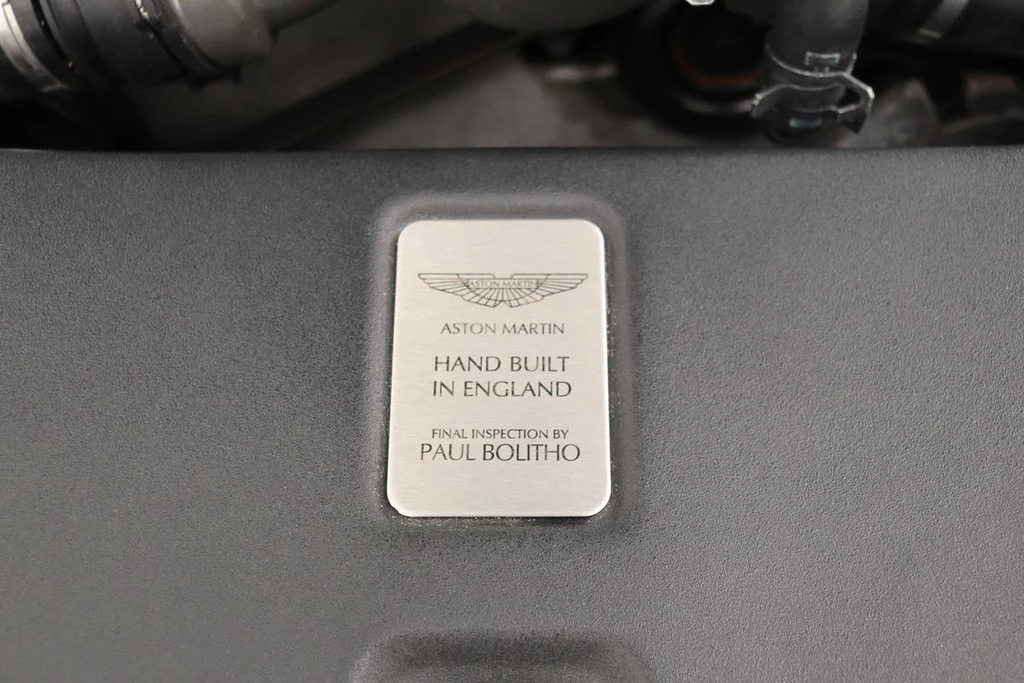 ASTON MARTIN
ASTON MARTIN
HAND BUILT
IN ENGLAND
FINAL INSPECTION BY
PAUL BOLITHO